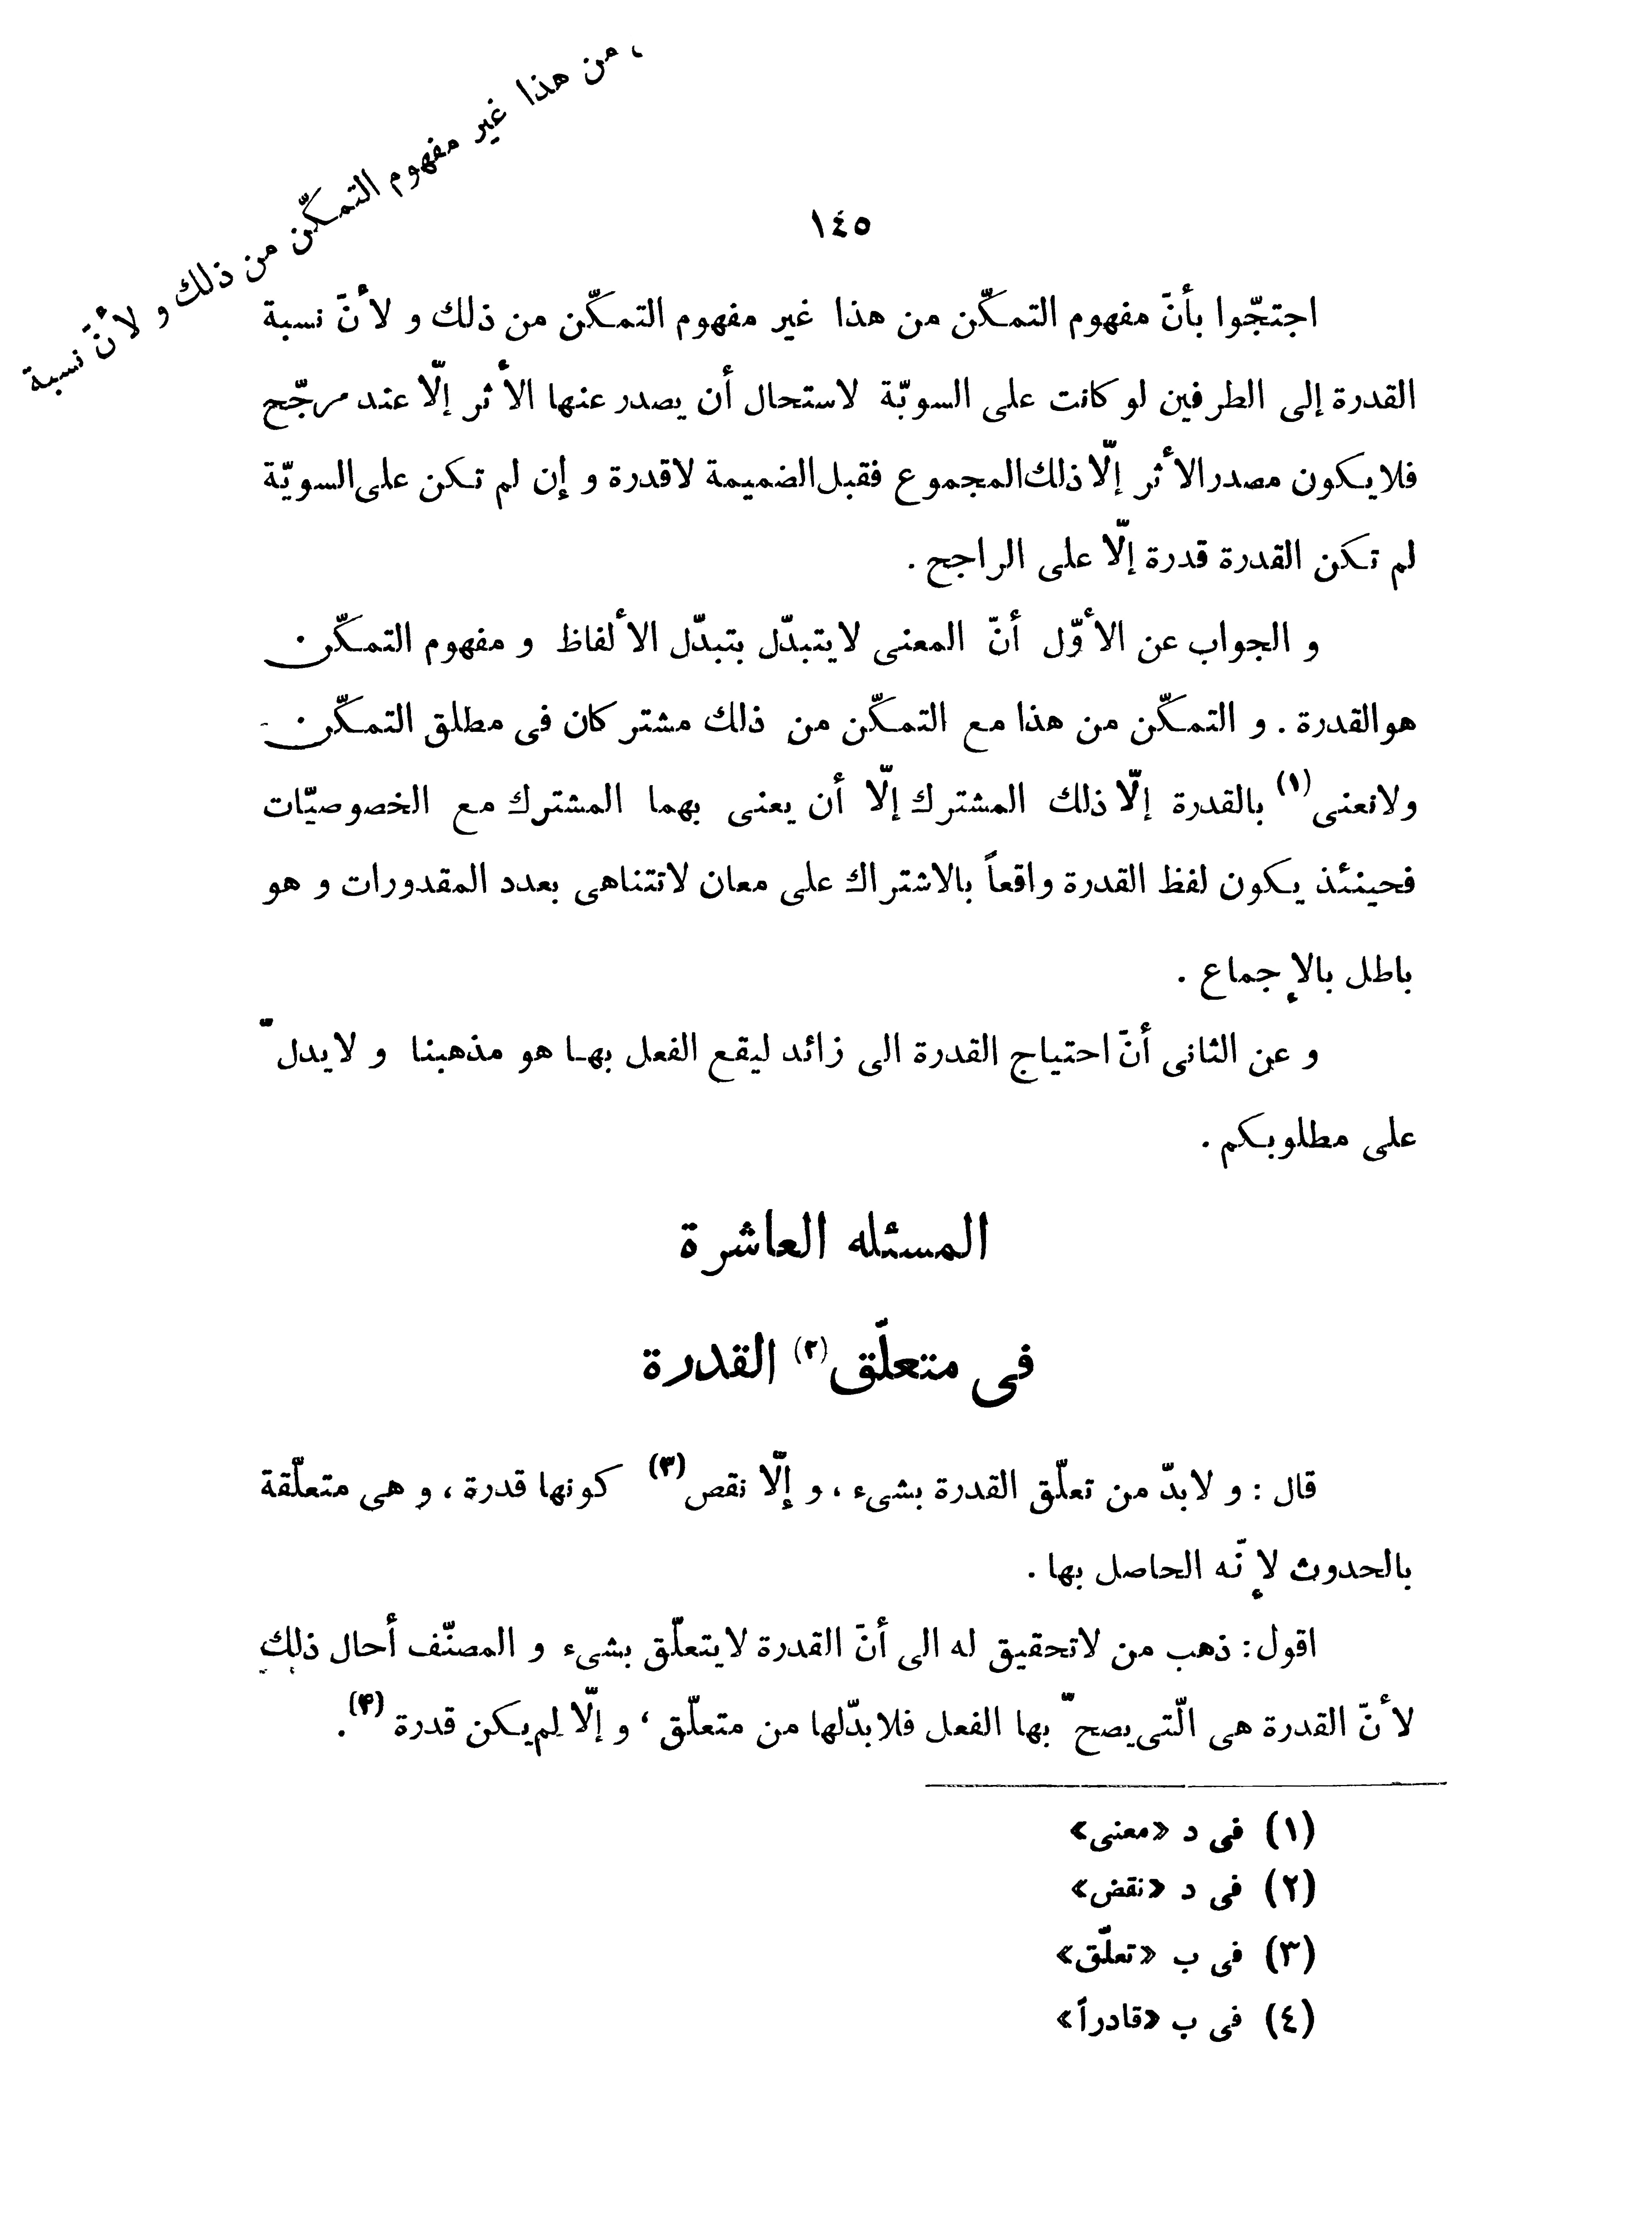 من هذا غير مفهوم التمكّن من ذلك و لأنّ نسبة
١٤٥
اجتجّوا بأنّ مفهوم التمكّن من هذا غير مفهوم التمكّن من ذلك و لأنّ نسبة
القدرة إلى الطرفين لو كانت على السويّة لاستحال أن يصدر عنها الأثر إلّا عند مرجّح
فلا يكون مصدر الأثر إلّا ذلك المجموع فقبل الضميمة لاقدرة و إن لم تكن على السويّة
لم تكن القدرة قدرة إلّا على الراجح .
و الجواب عن الأوّل أنّ المعنى لايتبدّل بتبدّل الألفاظ و مفهوم التمكّن
هو القدرة . و التمكّن من هذا مع التمكّن من ذلك مشتركان فى مطلق التمكّن
ولانعنى(١) بالقدرة إلّا ذلك المشترك إلّا أن يعنى بهما المشترك مع الخصوصيّات
فحينئذ يكون لفظ القدرة واقعاً بالاشتراك على معان لاتتناهى بعدد المقدورات و هو
باطل بالإجماع .
و عن الثانى أنّ احتياج القدرة الى زائد ليقع الفعل بها هو مذهبنا و لايدلّ
على مطلوبكم .
المسئله العاشرة
فى متعلّق(٢) القدرة
قال : و لابدّ من تعلّق القدرة بشىء ، و إلّا نقص(٣) كونها قدرة ، و هى متعلّقة
بالحدوث لإنّه الحاصل بها .
اقول : ذهب من لاتحقيق له الى أنّ القدرة لايتعلّق بشىء و المصنّف أحال ذلك
لأنّ القدرة هى الّتى يصحّ بها الفعل فلابدّلها من متعلّق ، و إلّا لم يكن قدرة (۴).
(١) فى د «معنى»
(٢) فى د «نقض»
(٣) فى ب «تعلّق»
(٤) فى ب «قادراً»